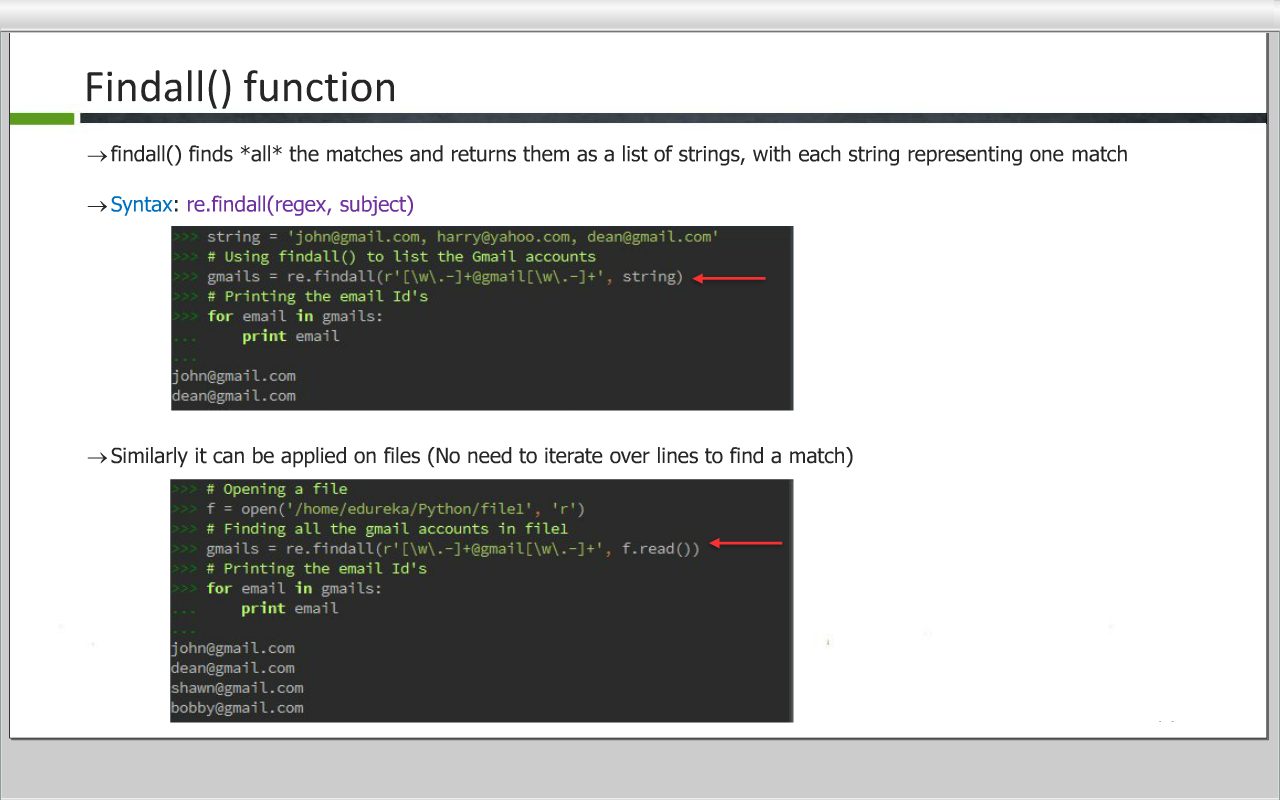 Findall() function
→findall() finds *all* the matches and returns them as a list of strings, with each string representing one match
→Syntax: re.findall(regex, subject)
>>> string = 'john@gmail.com, harry@yahoo.com, dean@gmail.com'
>>> # Using findall() to list the Gmail accounts
>>> gmails = re.findall(r'[\w\.-]+@gmail[\w\.-]+', string)
>>> # Printing the email Id's
>>> for email in gmails:
...     print email
...
john@gmail.com
dean@gmail.com
→Similarly it can be applied on files (No need to iterate over lines to find a match)
>>> # Opening a file
>>> f = open('/home/edureka/Python/file1', 'r')
>>> # Finding all the gmail accounts in file1
>>> gmails = re.findall(r'[\w\.-]+@gmail[\w\.-]+', f.read())
>>> # Printing the email Id's
>>> for email in gmails:
...     print email
...
john@gmail.com
dean@gmail.com
shawn@gmail.com
bobby@gmail.com